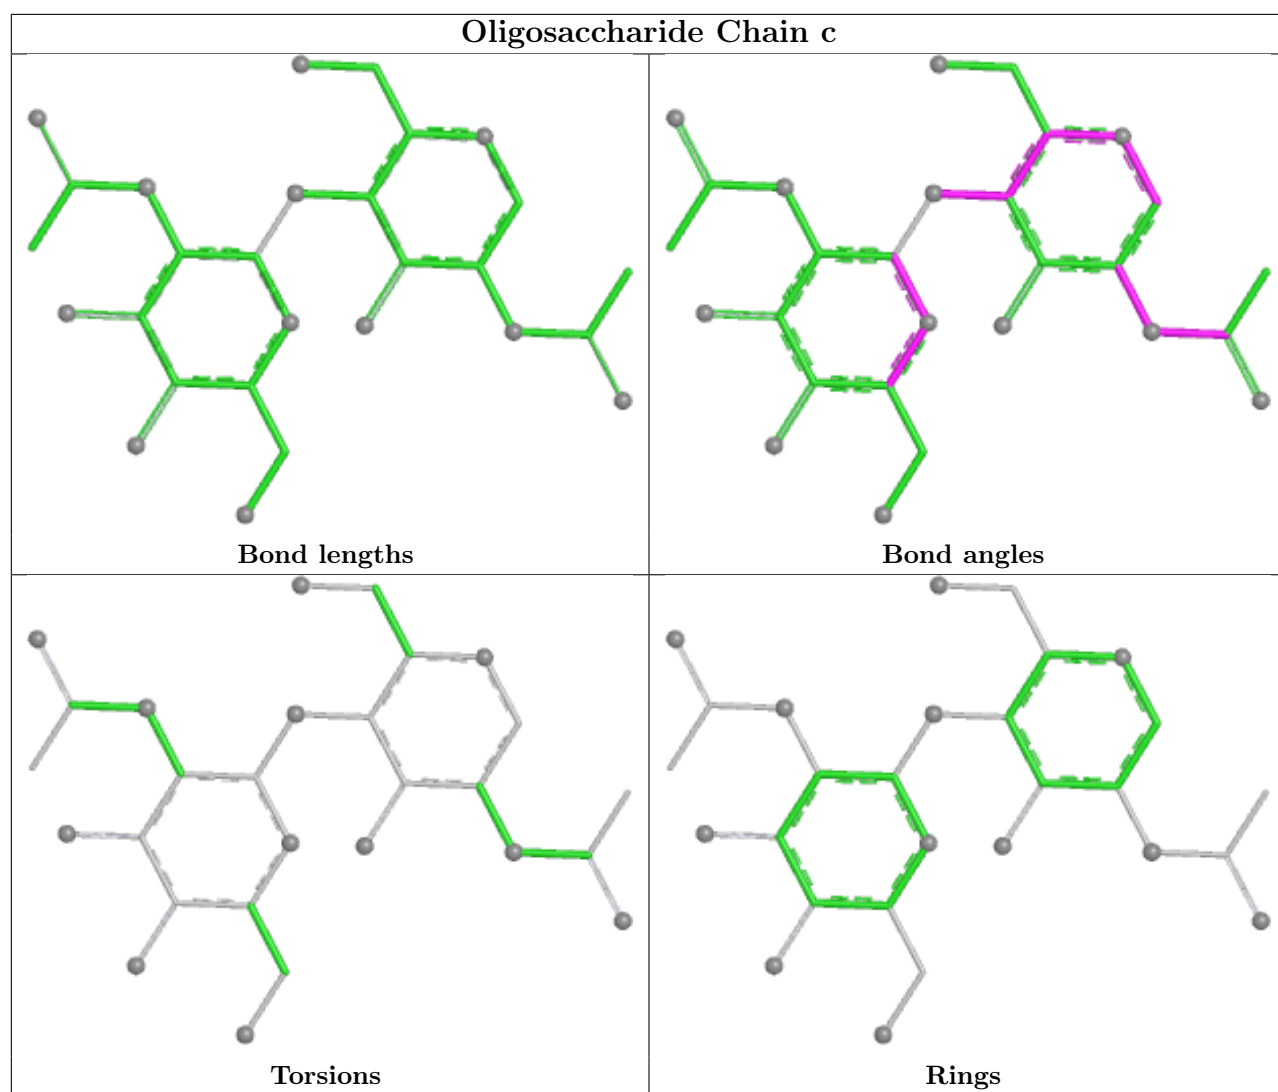 Oligosaccharide Chain c
Bond lengths
Bond angles
Torsions
Rings